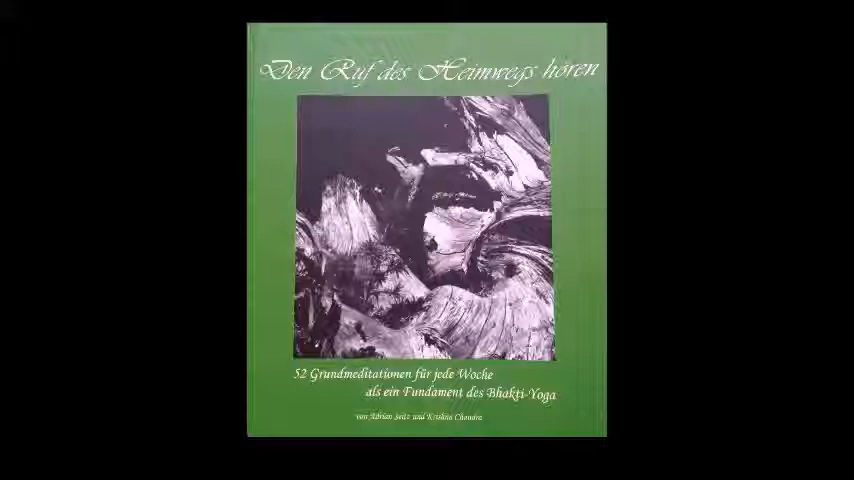 Den Ruf des Heimwegs hören
52 Grundmeditationen für jede Woche
als ein Fundament des Bhakti-Yoga
von Adrian Seitz und Krishna Chandra